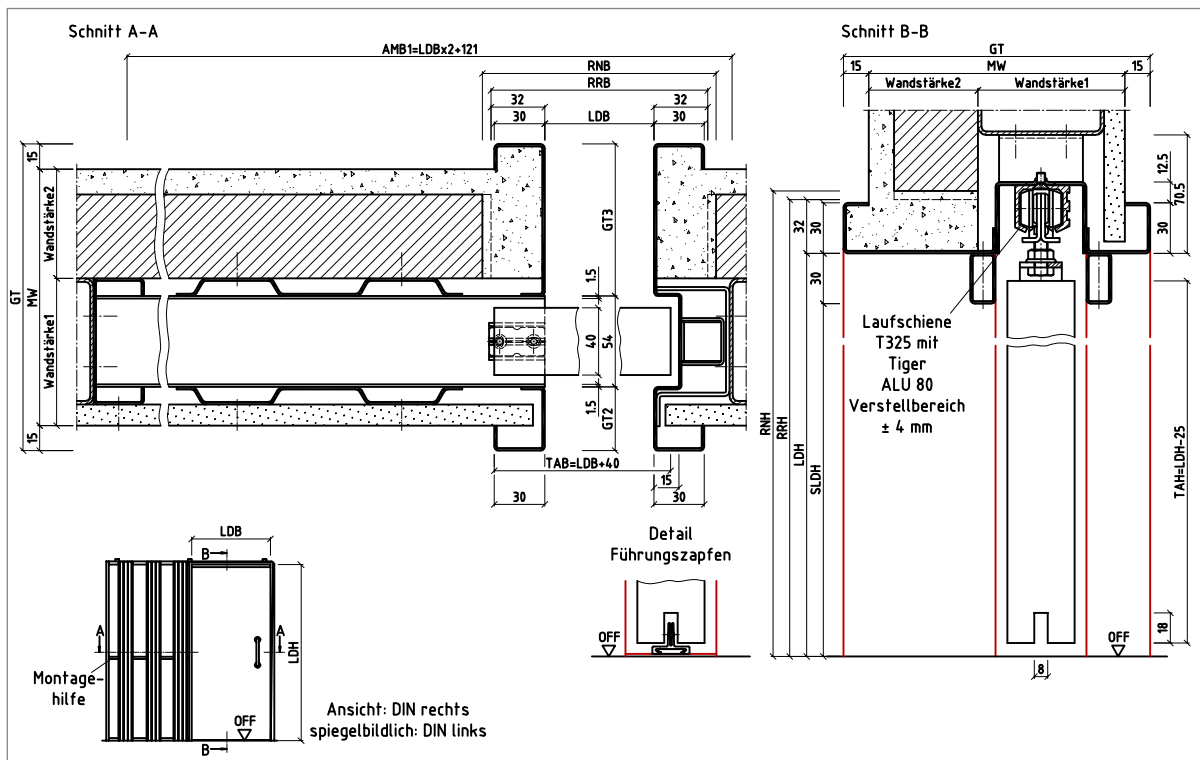 Schnitt A-A
AMB1=LDBx2+121
RNB
RRB
32
32
30
LDB
30
15
Wandstärke2
GT3
GT
MW
1.5
40
54
Wandstärke1
1.5
GT2
15
TAB=LDB+40
15
30
30
Schnitt B-B
GT
15
MW
15
Wandstärke2
Wandstärke1
12.5
70.5
30
32
30
30
Laufschiene
T325 mit
Tiger
ALU 80
Verstellbereich
± 4 mm
RNH
RRH
LDH
SLDH
TAH=LDH-25
18
8
OFF
Detail
Führungszapfen
OFF
LDB
B
A
A
LDH
Montage-
hilfe
OFF
B
Ansicht: DIN rechts
spiegelbildlich: DIN links